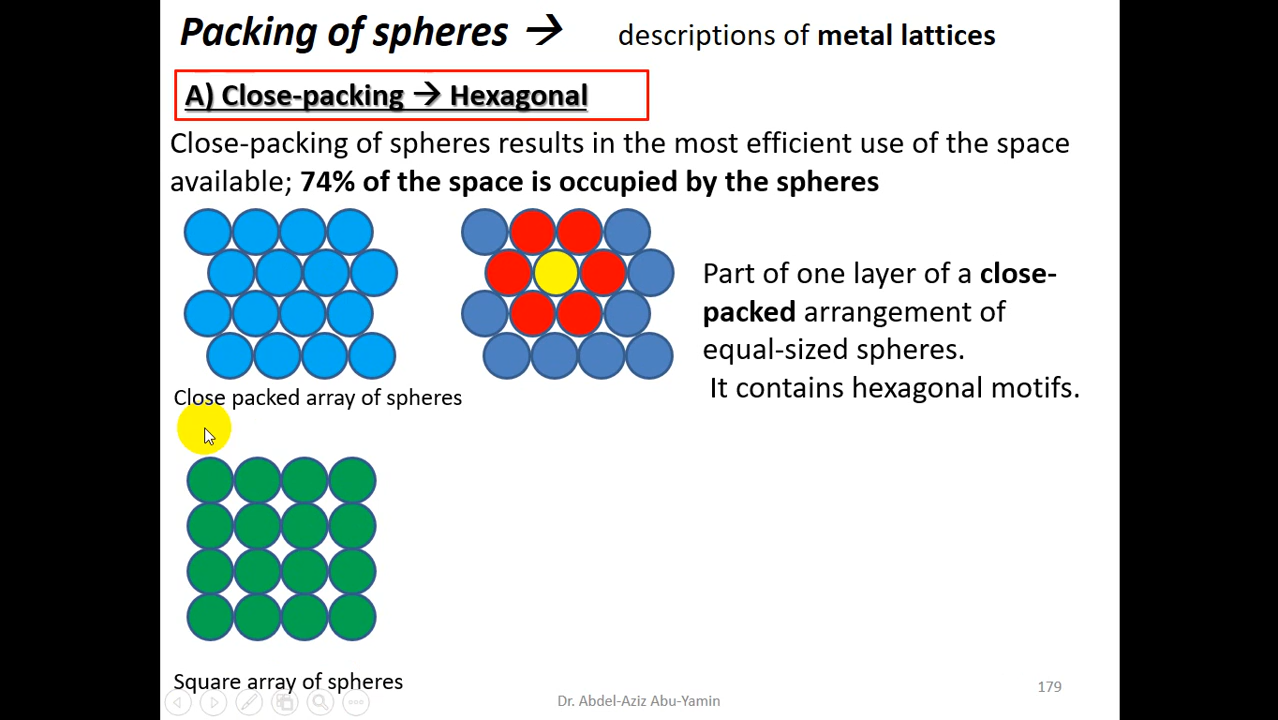 Packing of spheres → descriptions of metal lattices
A) Close-packing → Hexagonal
Close-packing of spheres results in the most efficient use of the space
available; 74% of the space is occupied by the spheres
Part of one layer of a close-
packed arrangement of
equal-sized spheres.
It contains hexagonal motifs.
Close packed array of spheres
Square array of spheres
Dr. Abdel-Aziz Abu-Yamin
179